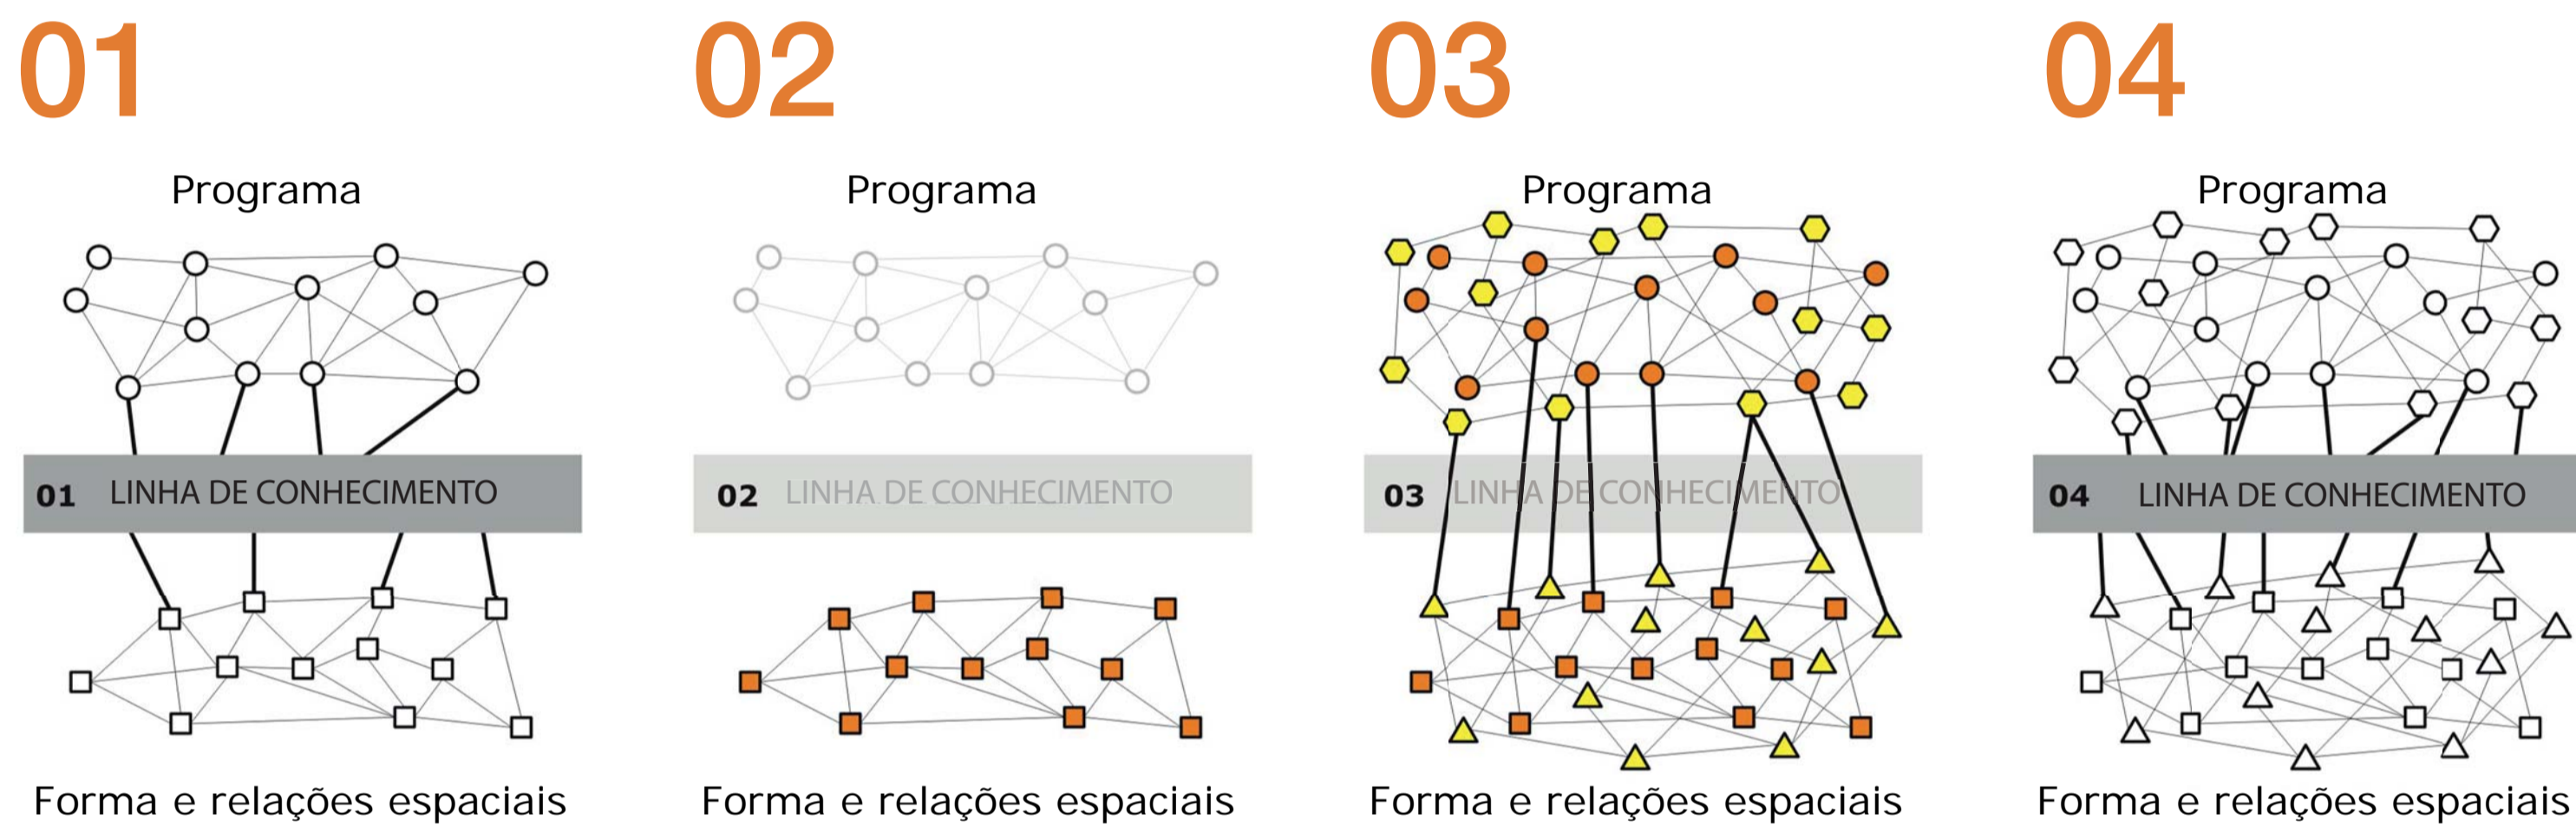 01
Programa
01 LINHA DE CONHECIMENTO
Forma e relações espaciais
02
Programa
02 LINHA DE CONHECIMENTO
Forma e relações espaciais
03
Programa
03 LINHA DE CONHECIMENTO
Forma e relações espaciais
04
Programa
04 LINHA DE CONHECIMENTO
Forma e relações espaciais